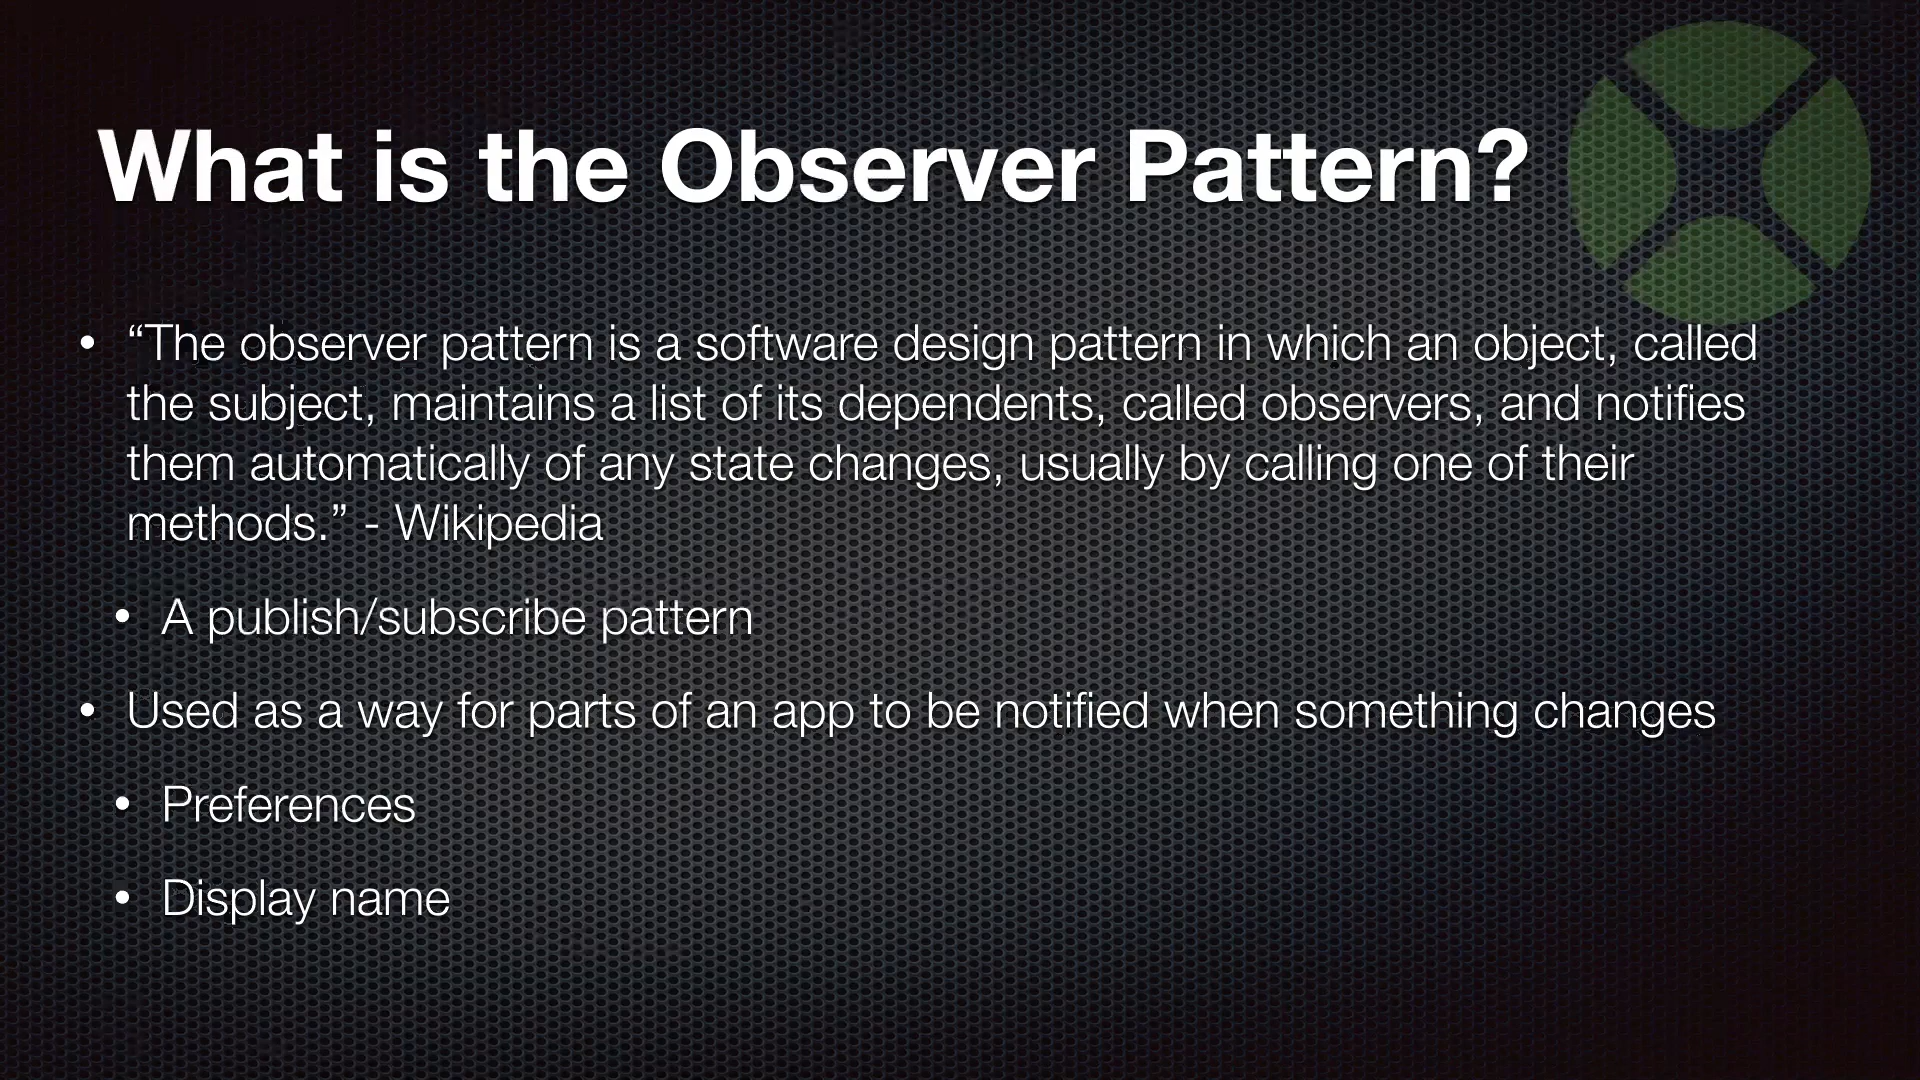 What is the Observer Pattern?
• “The observer pattern is a software design pattern in which an object, called
the subject, maintains a list of its dependents, called observers, and notifies
them automatically of any state changes, usually by calling one of their
methods.” - Wikipedia
• A publish/subscribe pattern
• Used as a way for parts of an app to be notified when something changes
• Preferences
• Display name